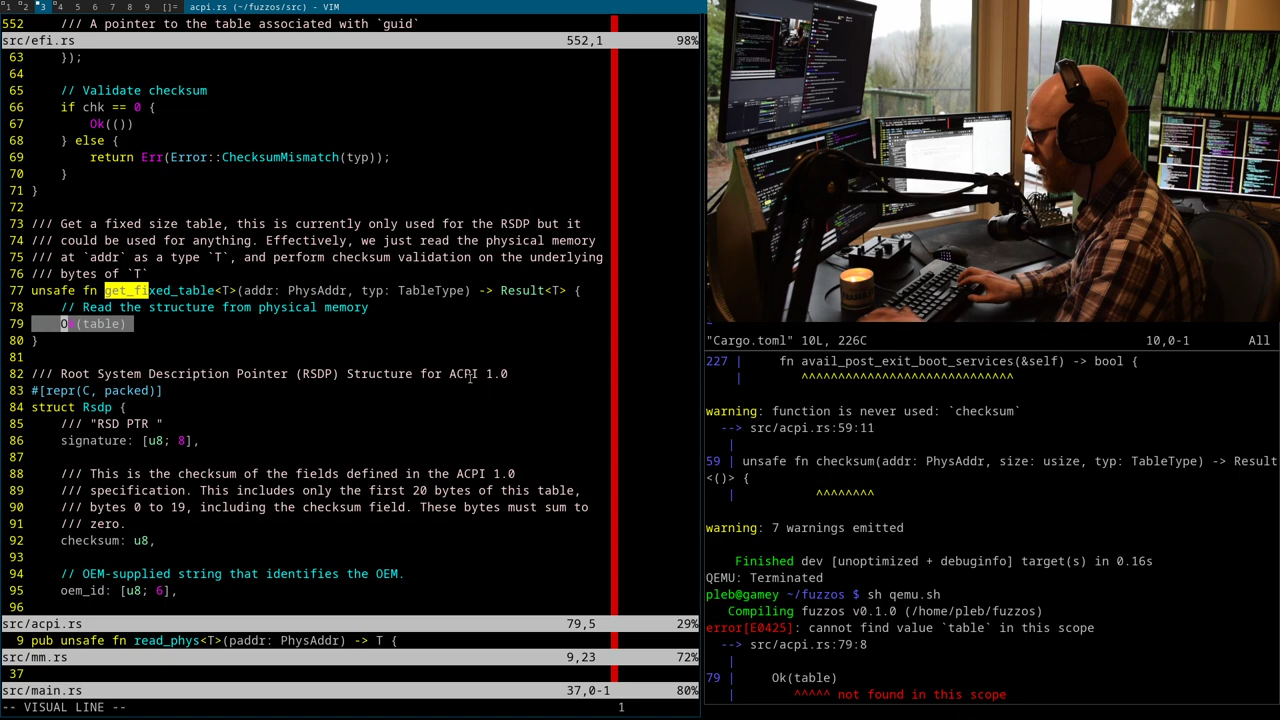 1 2 3 4 5 6 7 8 9 []= acpi.rs (~/fuzzos/src) - VIM
552 /// A pointer to the table associated with `guid`
src/efi.rs 552,1 98%
63 });
64
65 // Validate checksum
66 if chk == 0 {
67 Ok(())
68 } else {
69 return Err(Error::ChecksumMismatch(typ));
70 }
71 }
72
73 /// Get a fixed size table, this is currently only used for the RSDP but it
74 /// could be used for anything. Effectively, we just read the physical memory
75 /// at `addr` as a type `T`, and perform checksum validation on the underlying
76 /// bytes of `T`
77 unsafe fn get_fixed_table<T>(addr: PhysAddr, typ: TableType) -> Result<T> {
78 // Read the structure from physical memory
79 Ok(table)
80 }
81
82 /// Root System Description Pointer (RSDP) Structure for ACPI 1.0
83 #[repr(C, packed)]
84 struct Rsdp {
85 /// "RSD PTR "
86 signature: [u8; 8],
87
88 /// This is the checksum of the fields defined in the ACPI 1.0
89 /// specification. This includes only the first 20 bytes of this table,
90 /// bytes 0 to 19, including the checksum field. These bytes must sum to
91 /// zero.
92 checksum: u8,
93
94 // OEM-supplied string that identifies the OEM.
95 oem_id: [u8; 6],
96
src/acpi.rs 79,5 29%
9 pub unsafe fn read_phys<T>(paddr: PhysAddr) -> T {
src/mm.rs 9,23 72%
37
src/main.rs 37,0-1 80%
-- VISUAL LINE -- 1
"Cargo.toml" 10L, 226C 10,0-1 All
227 | fn avail_post_exit_boot_services(&self) -> bool {
| ^^^^^^^^^^^^^^^^^^^^^^^^^^^^^
warning: function is never used: `checksum`
--> src/acpi.rs:59:11
|
59 | unsafe fn checksum(addr: PhysAddr, size: usize, typ: TableType) -> Result
<()> {
| ^^^^^^^^
warning: 7 warnings emitted
Finished dev [unoptimized + debuginfo] target(s) in 0.16s
QEMU: Terminated
pleb@gamey ~/fuzzos $ sh qemu.sh
Compiling fuzzos v0.1.0 (/home/pleb/fuzzos)
error[E0425]: cannot find value `table` in this scope
--> src/acpi.rs:79:8
|
79 | Ok(table)
| ^^^^^ not found in this scope